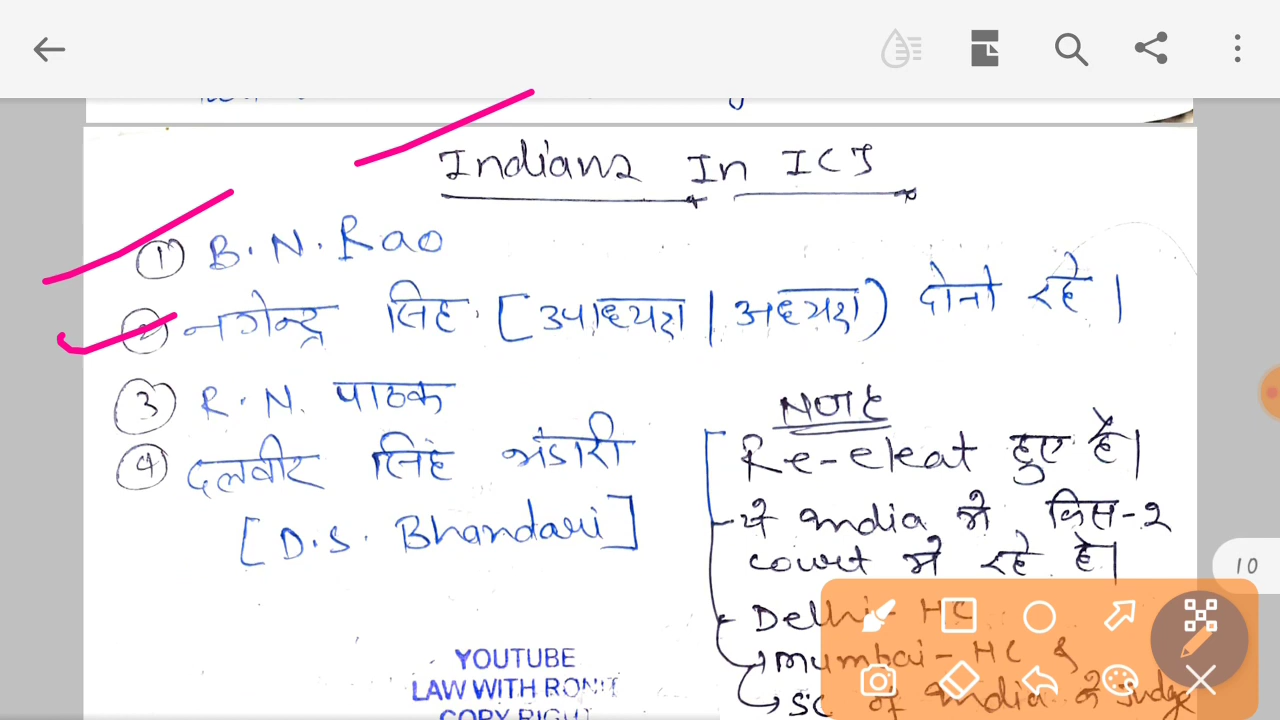 Indians In ICJ
① B. N. Rao
② नगेन्द्र सिंह [उपाध्यक्ष | अध्यक्ष) दोनो रहे |
③ R. N. पाठक
④ दलवीर सिंह भंडारी
[D.S. Bhandari]
NOTE
Re-eleat हुए है |
- ये India मे किस-2
court मे रहे है |
Delhi - HC
Mumbai - HC &
SC of India के Judge
10
YOUTUBE
LAW WITH RONIT
COPY RIGHT